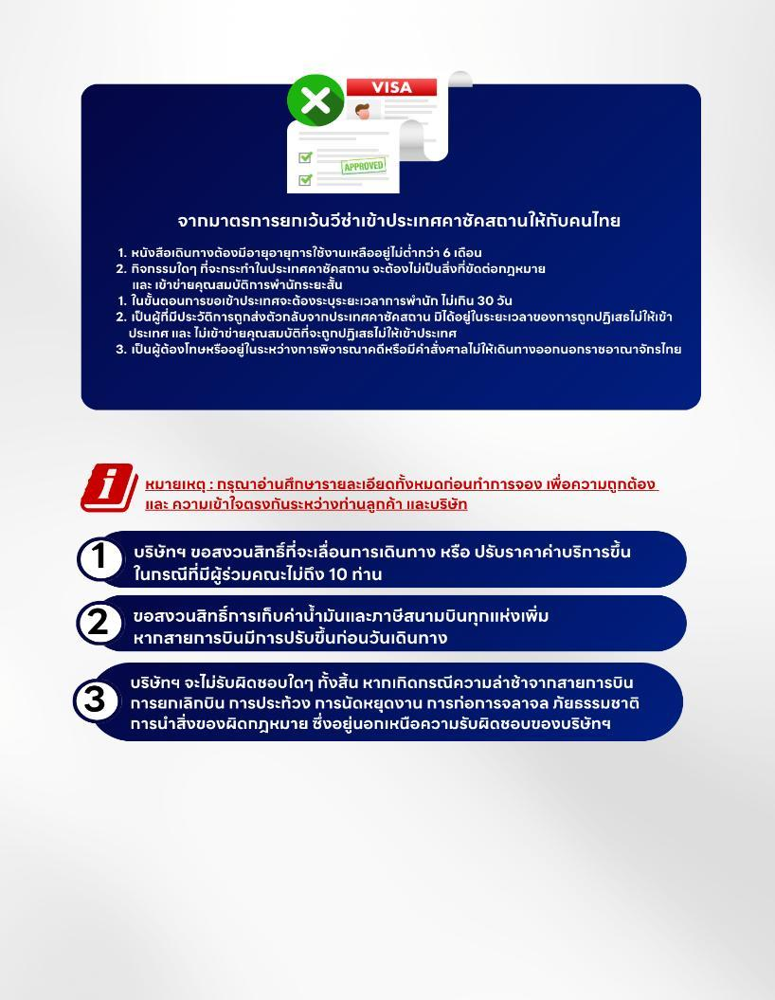 VISA
APPROVED
จากมาตรการยกเว้นวีซ่าเข้าประเทศคาซัคสถานให้กับคนไทย
1. หนังสือเดินทางต้องมีอายุอายุการใช้งานเหลืออยู่ไม่ต่ำกว่า 6 เดือน
2. กิจกรรมใดๆ ที่จะกระทำในประเทศคาซัคสถาน จะต้องไม่เป็นสิ่งที่ขัดต่อกฎหมาย
และ เข้าข่ายคุณสมบัติการพำนักระยะสั้น
1. ในขั้นตอนการขอเข้าประเทศจะต้องระบุระยะเวลาการพำนัก ไม่เกิน 30 วัน
2. เป็นผู้ที่มีประวัติการถูกส่งตัวกลับจากประเทศคาซัคสถาน มิได้อยู่ในระยะเวลาของการถูกปฏิเสธไม่ให้เข้า
ประเทศ และ ไม่เข้าข่ายคุณสมบัติที่จะถูกปฏิเสธไม่ให้เข้าประเทศ
3. เป็นผู้ต้องโทษหรืออยู่ในระหว่างการพิจารณาคดีหรือมีคำสั่งศาลไม่ให้เดินทางออกนอกราชอาณาจักรไทย
i
หมายเหตุ : กรุณาอ่านศึกษารายละเอียดทั้งหมดก่อนทำการจอง เพื่อความถูกต้อง
และ ความเข้าใจตรงกันระหว่างท่านลูกค้า และบริษัท
1
บริษัทฯ ขอสงวนสิทธิ์ที่จะเลื่อนการเดินทาง หรือ ปรับราคาค่าบริการขึ้น
ในกรณีที่มีผู้ร่วมคณะไม่ถึง 10 ท่าน
2
ขอสงวนสิทธิ์การเก็บค่าน้ำมันและภาษีสนามบินทุกแห่งเพิ่ม
หากสายการบินมีการปรับขึ้นก่อนวันเดินทาง
3
บริษัทฯ จะไม่รับผิดชอบใดๆ ทั้งสิ้น หากเกิดกรณีความล่าช้าจากสายการบิน
การยกเลิกบิน การประท้วง การนัดหยุดงาน การก่อการจลาจล ภัยธรรมชาติ
การนำสิ่งของผิดกฎหมาย ซึ่งอยู่นอกเหนือความรับผิดชอบของบริษัทฯ